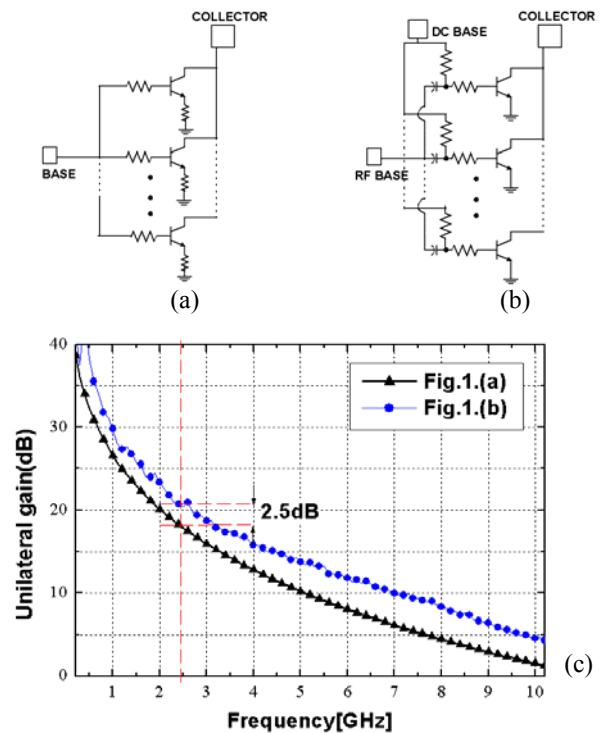 COLLECTOR
BASE
(a)
DC BASE
COLLECTOR
RF BASE
(b)
Unilateral gain(dB)
40
30
20
10
0
Fig.1.(a)
Fig.1.(b)
2.5dB
1 2 3 4 5 6 7 8 9 10
Frequency[GHz]
(c)